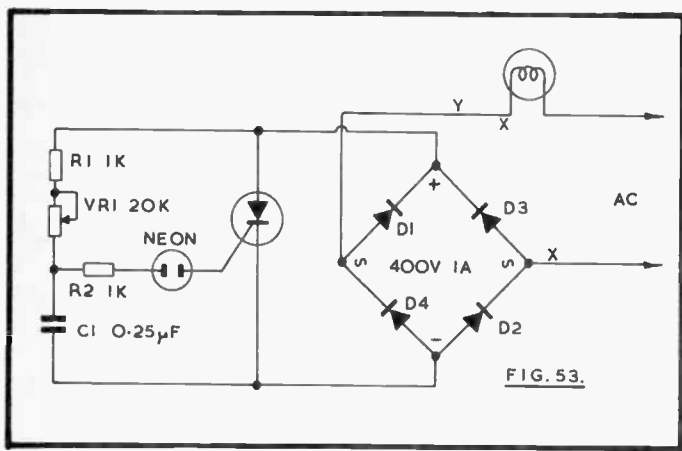 Y
X
R1 1K
+
AC
VR1 20K
D1
D3
NEON
S
400V 1A
S
X
R2 1K
D4
D2
C1 0·25µF
−
FIG. 53.